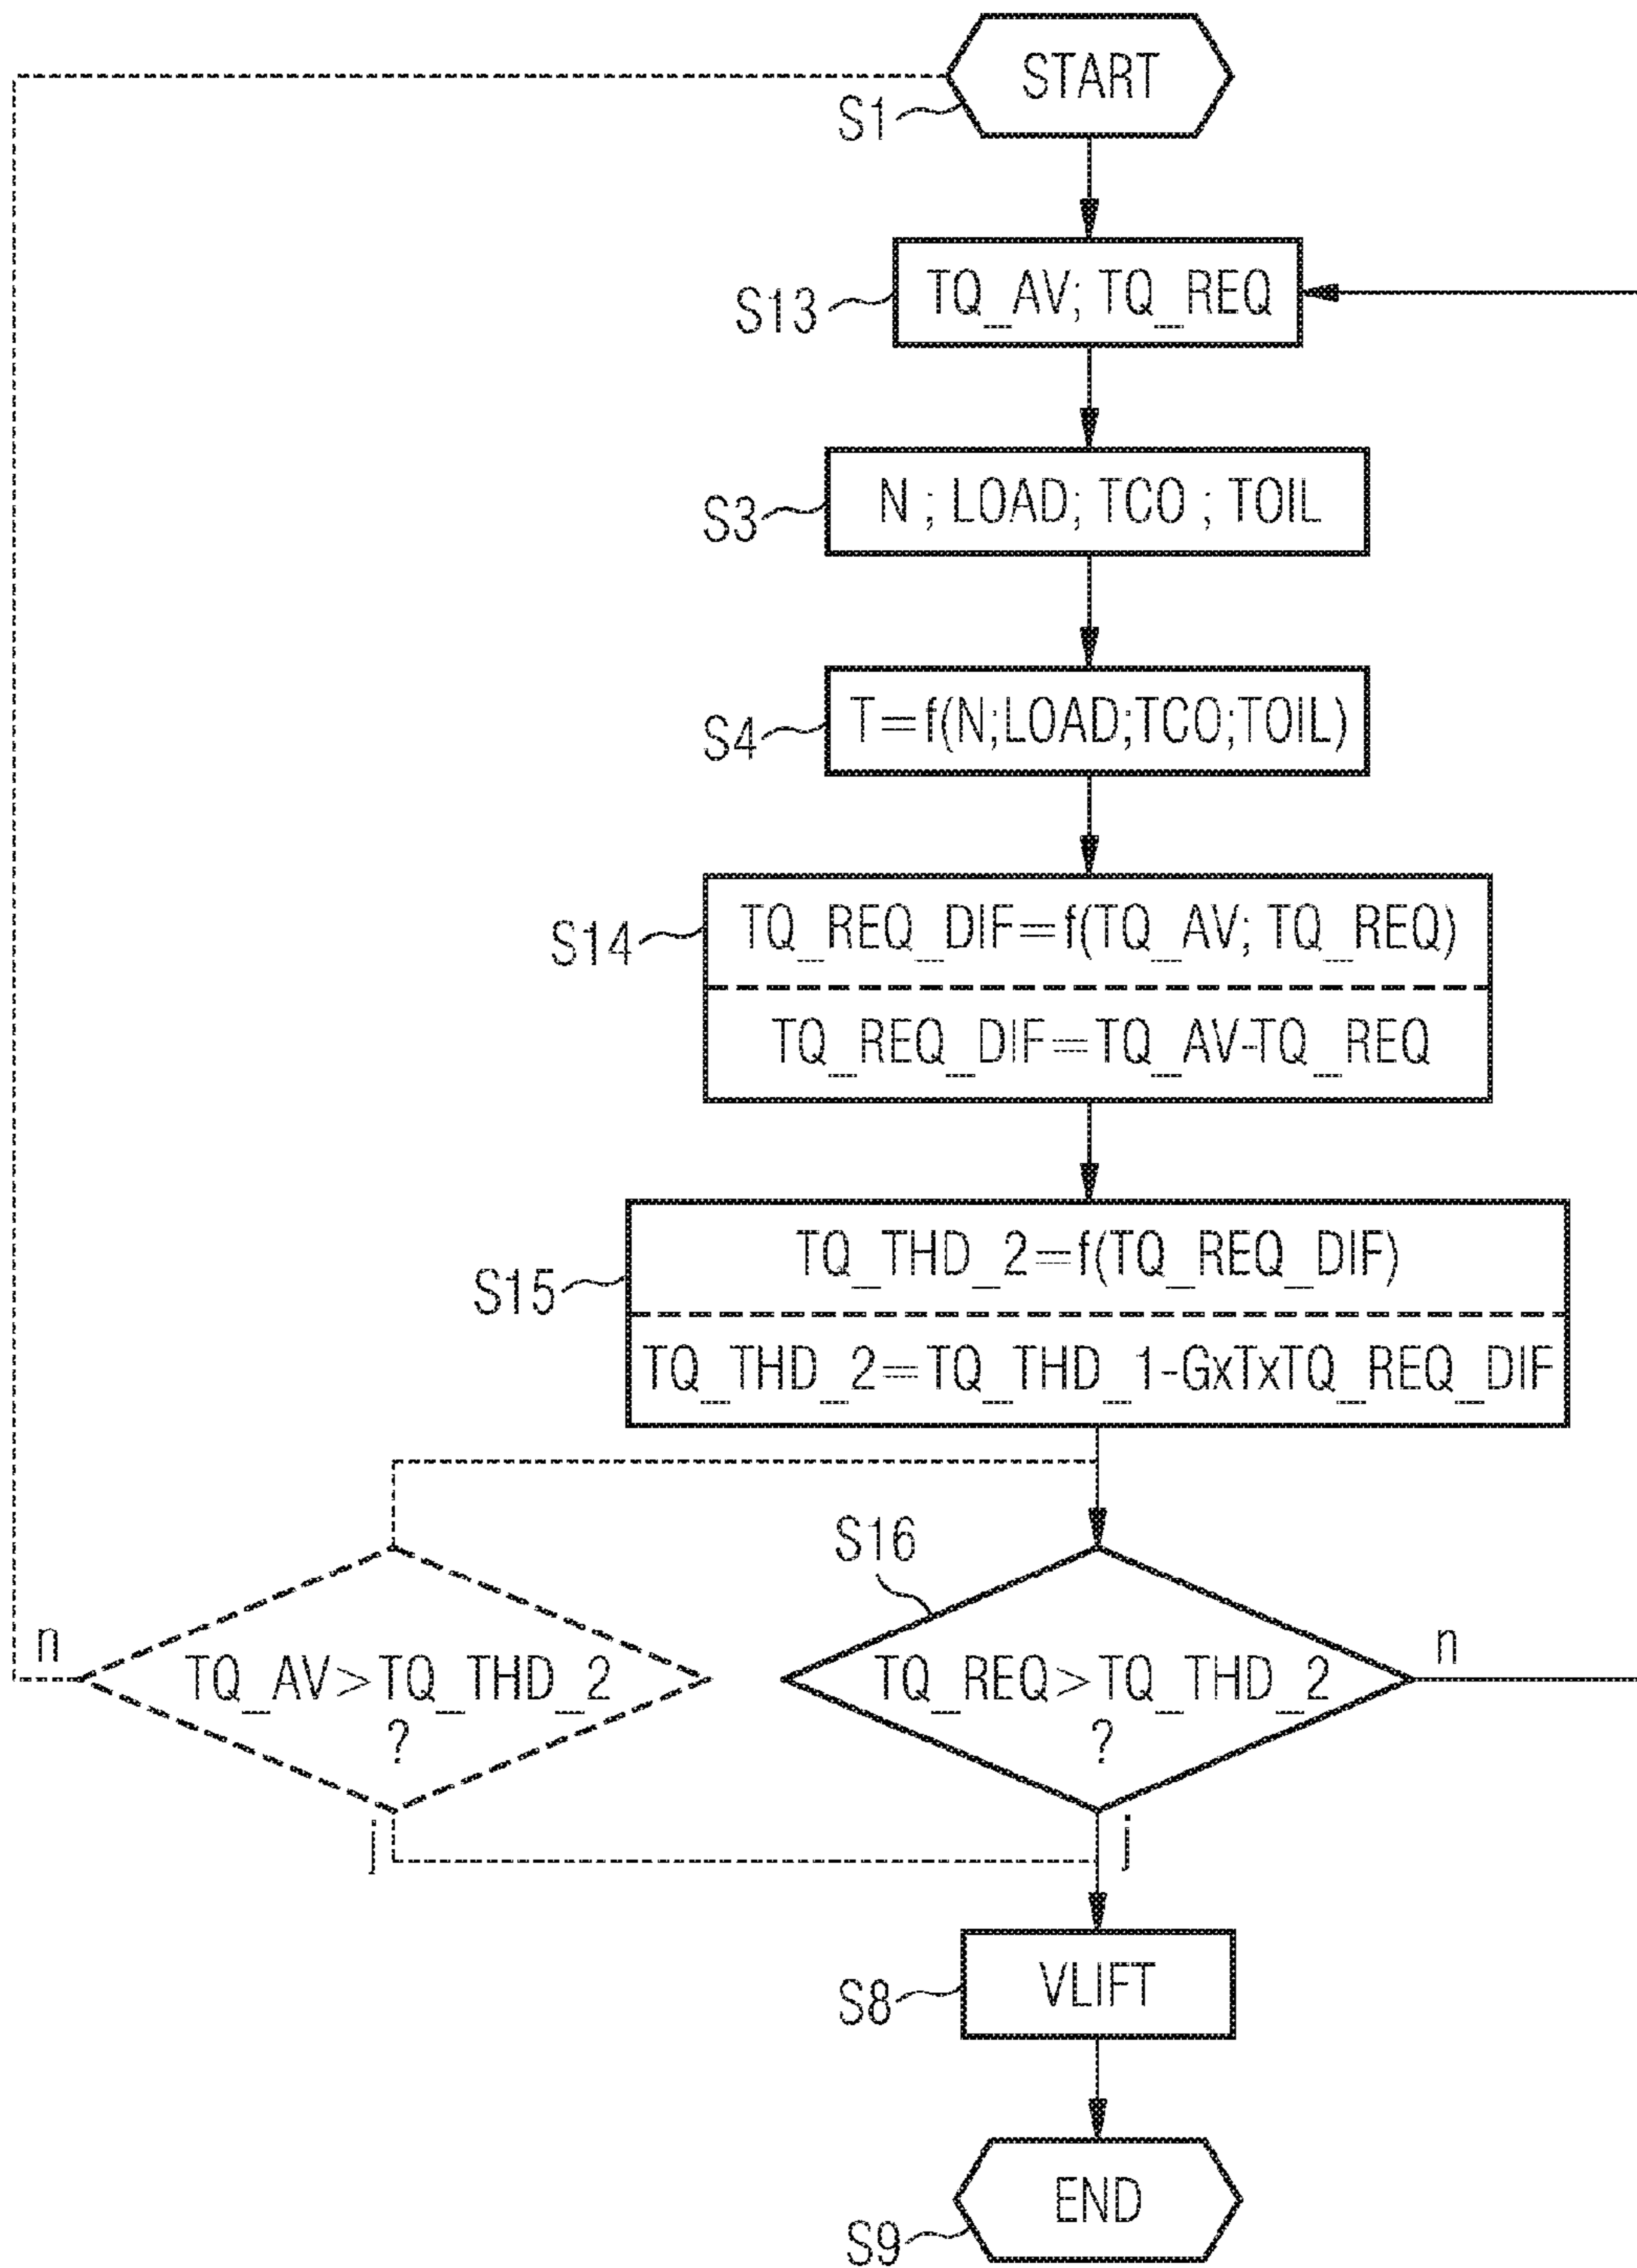 START
S1
TQ_AV; TQ_REQ
S13
N ; LOAD; TCO ; TOIL
S3
T=f(N;LOAD;TCO;TOIL)
S4
TQ_REQ_DIF=f(TQ_AV; TQ_REQ)
S14
TQ_REQ_DIF=TQ_AV-TQ_REQ
TQ_THD_2=f(TQ_REQ_DIF)
S15
TQ_THD_2=TQ_THD_1-GxTxTQ_REQ_DIF
S16
n
TQ_AV>TQ_THD_2
?
TQ_REQ>TQ_THD_2
?
n
j
j
VLIFT
S8
END
S9